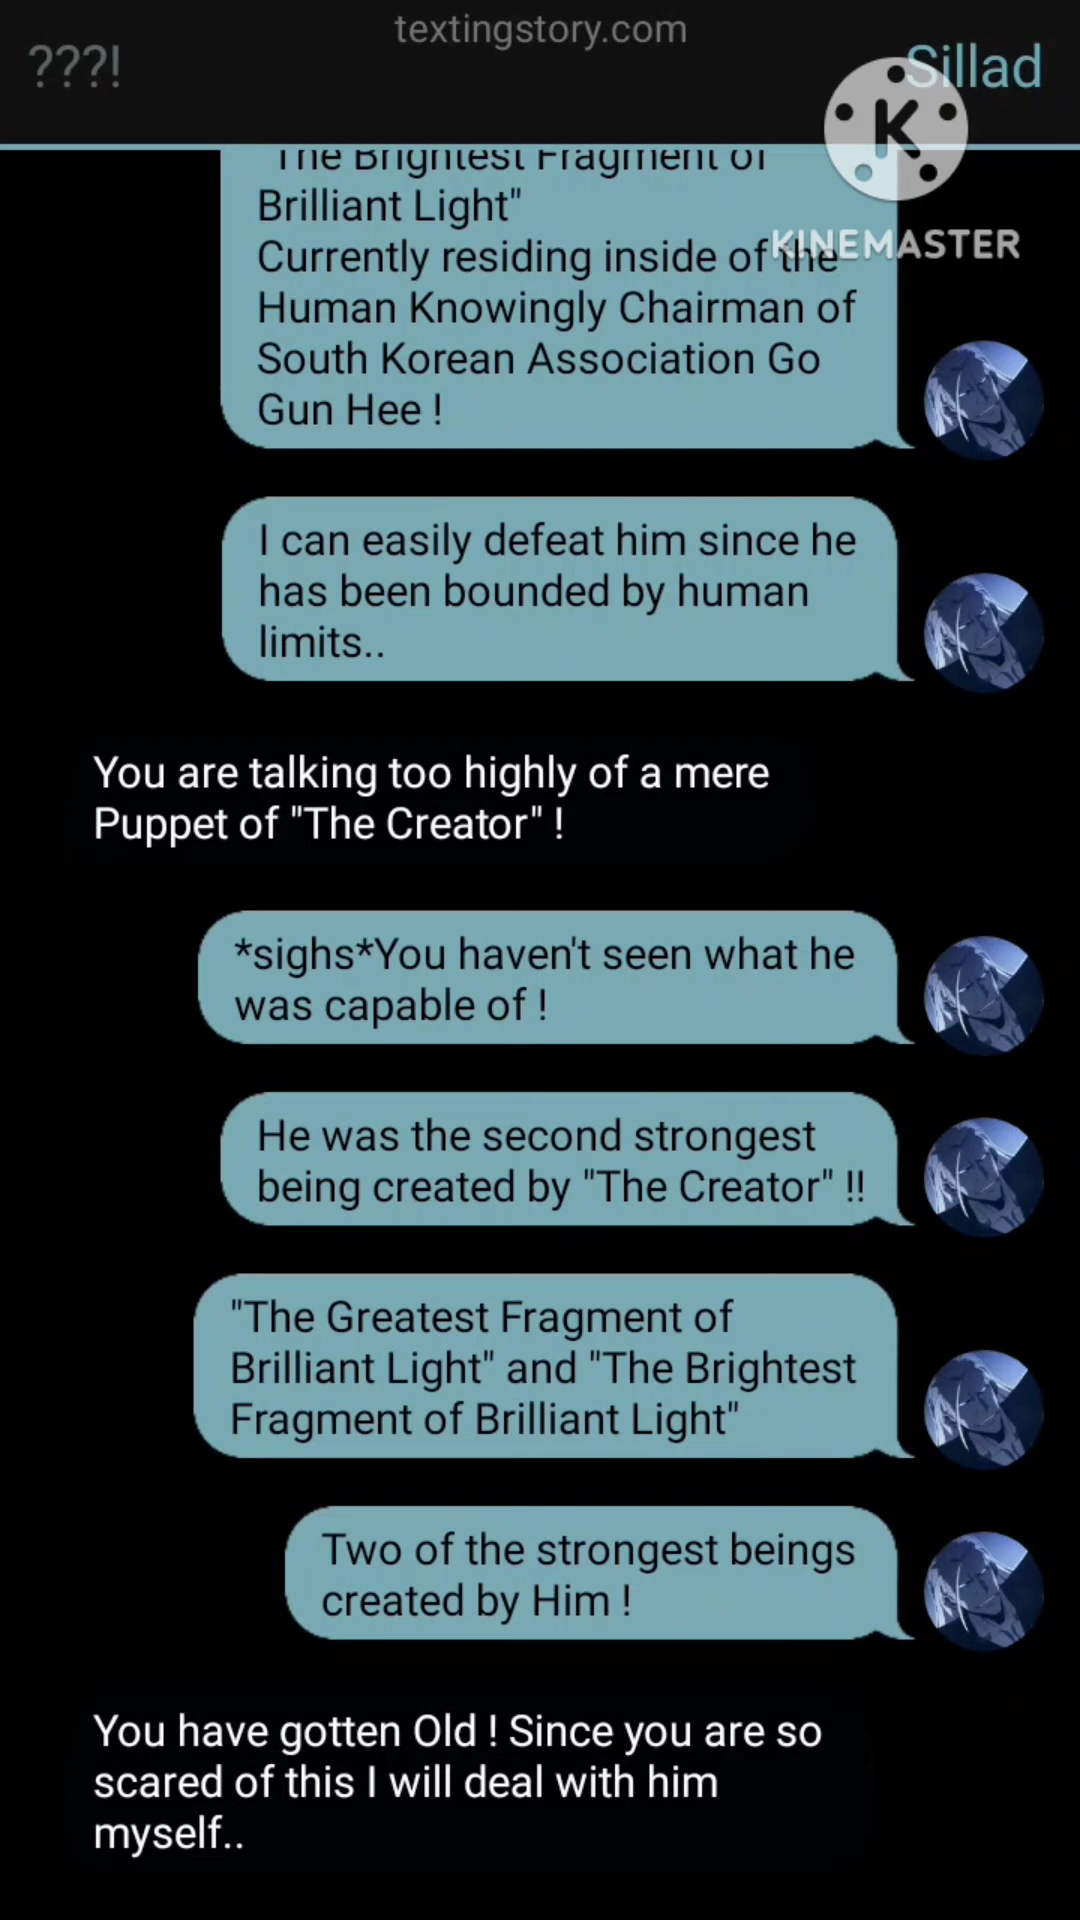 textingstory.com
???!
Sillad
"The Brightest Fragment of
Brilliant Light"
KINEMASTER
Currently residing inside of the
Human Knowingly Chairman of
South Korean Association Go
Gun Hee !
I can easily defeat him since he
has been bounded by human
limits..
You are talking too highly of a mere
Puppet of "The Creator" !
*sighs*You haven't seen what he
was capable of !
He was the second strongest
being created by "The Creator" !!
"The Greatest Fragment of
Brilliant Light" and "The Brightest
Fragment of Brilliant Light"
Two of the strongest beings
created by Him !
You have gotten Old ! Since you are so
scared of this I will deal with him
myself..